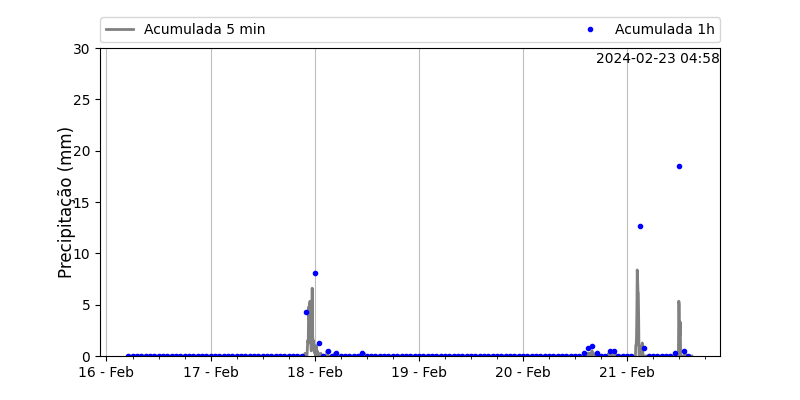 Acumulada 5 min
Acumulada 1h
2024-02-23 04:58
Precipitação (mm)
30
25
20
15
10
5
0
16 - Feb
17 - Feb
18 - Feb
19 - Feb
20 - Feb
21 - Feb